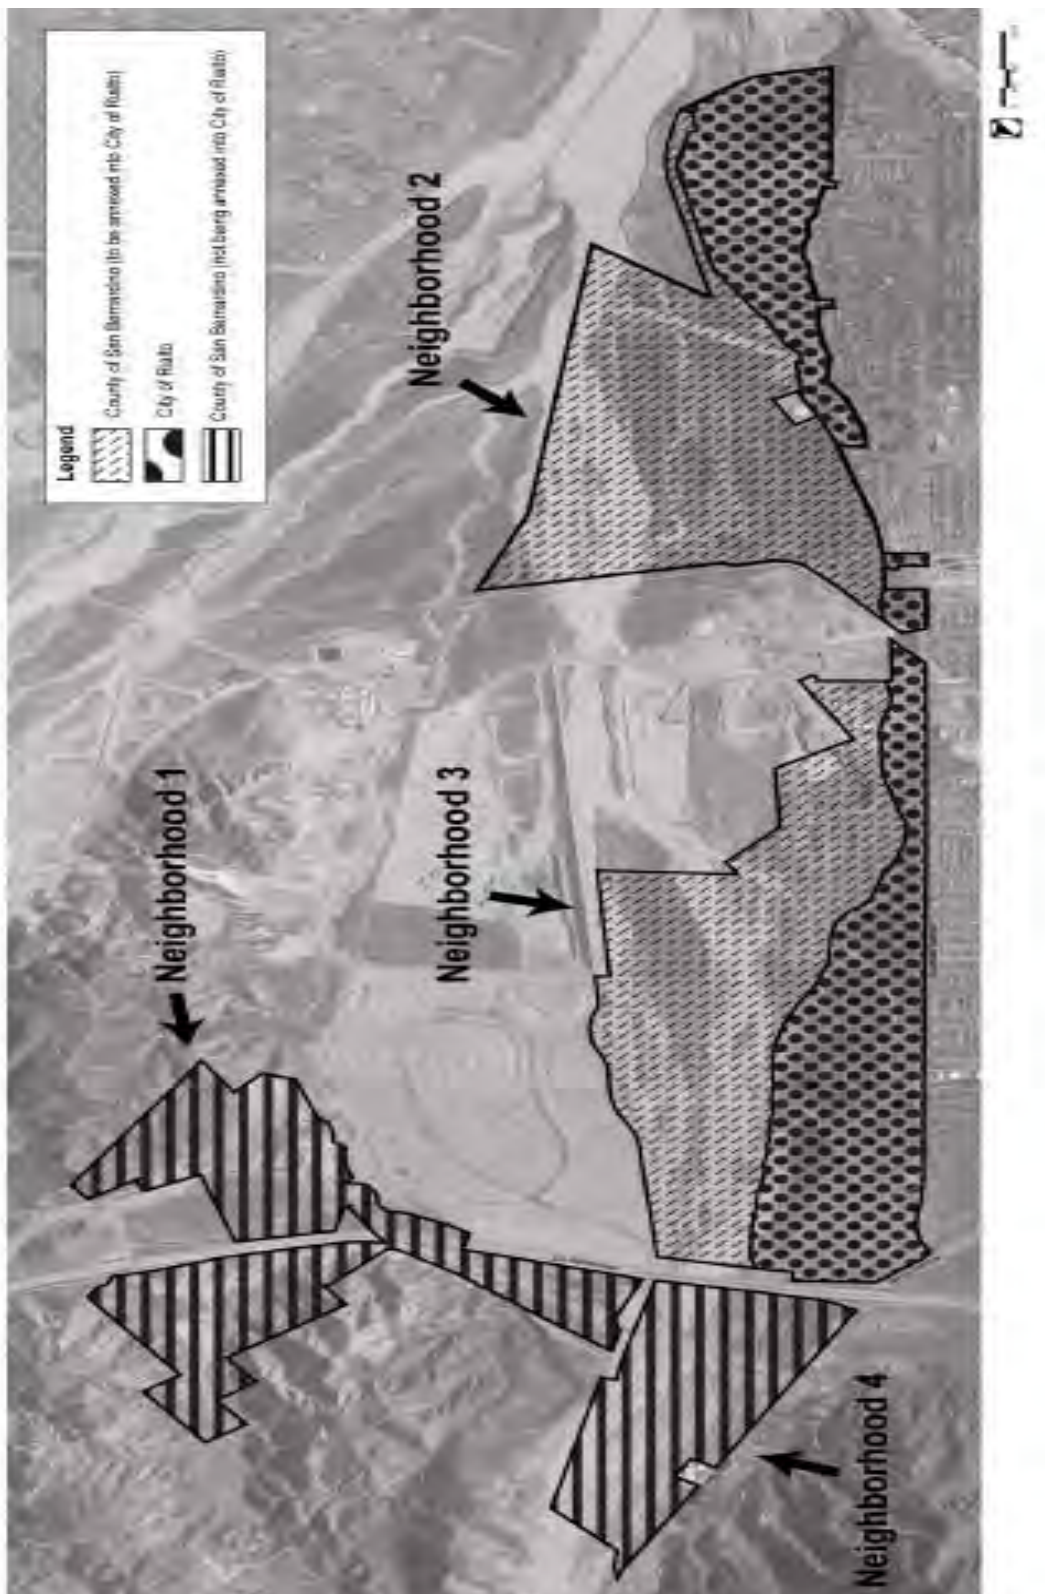 Legend
County of San Bernardino (to be annexed into City of Rialto)
City of Rialto
County of San Bernardino (not being annexed into City of Rialto)
Neighborhood 1
Neighborhood 2
Neighborhood 3
Neighborhood 4